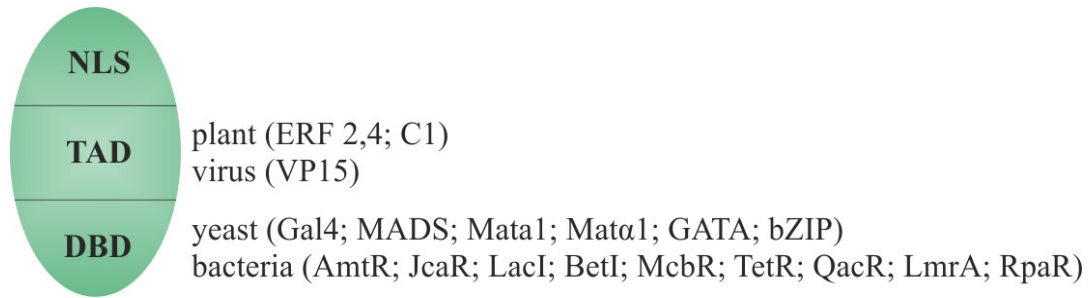 NLS
TAD
plant (ERF 2,4; C1)
virus (VP15)
DBD
yeast (Gal4; MADS; Mata1; Matα1; GATA; bZIP)
bacteria (AmtR; JcaR; LacI; BetI; McbR; TetR; QacR; LmrA; RpaR)